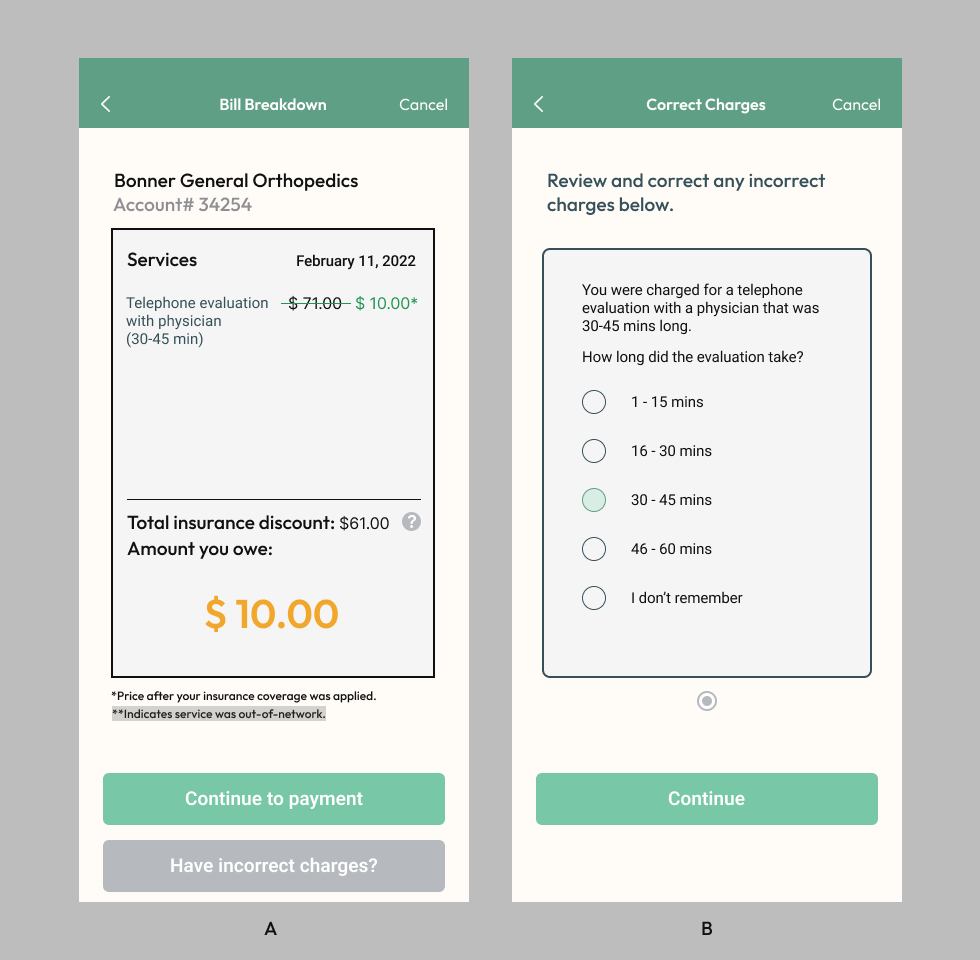 Bill Breakdown
Cancel
Bonner General Orthopedics
Account# 34254
Services
February 11, 2022
Telephone evaluation $ 71.00 $ 10.00*
with physician
(30-45 min)
Total insurance discount: $61.00 ?
Amount you owe:
$ 10.00
*Price after your insurance coverage was applied.
**Indicates service was out-of-network.
Continue to payment
Have incorrect charges?
A
Correct Charges
Cancel
Review and correct any incorrect
charges below.
You were charged for a telephone
evaluation with a physician that was
30-45 mins long.
How long did the evaluation take?
1 - 15 mins
16 - 30 mins
30 - 45 mins
46 - 60 mins
I don't remember
Continue
B